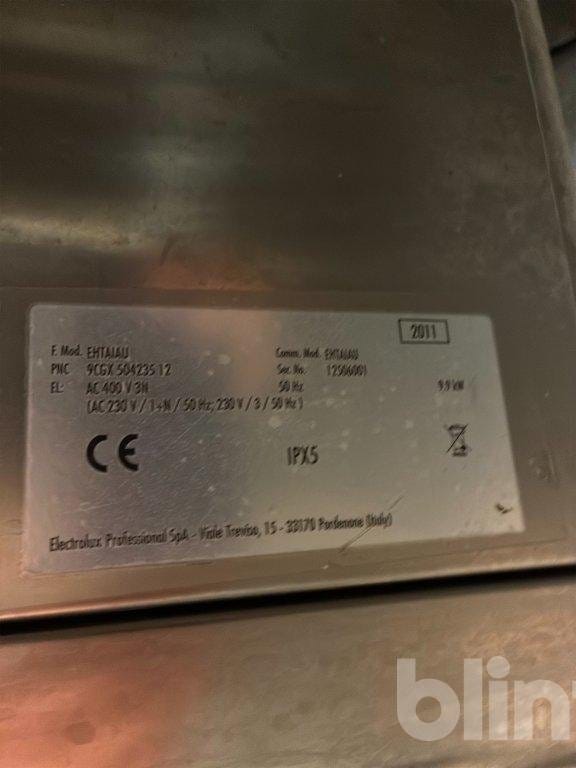 2011
F. Mod. EHTAIAU Comm. Mod. EHTAIAU
PNC 9CGX 504235 12 Ser. No. 12506001
EL: AC 400 V 3N 50 Hz 9.9 kW
(AC 230 V / 1+N / 50 Hz; 230 V / 3 / 50 Hz )
CE IPX5
Electrolux Professional SpA - Viale Treviso, 15 - 33170 Pordenone (Italy)
blin